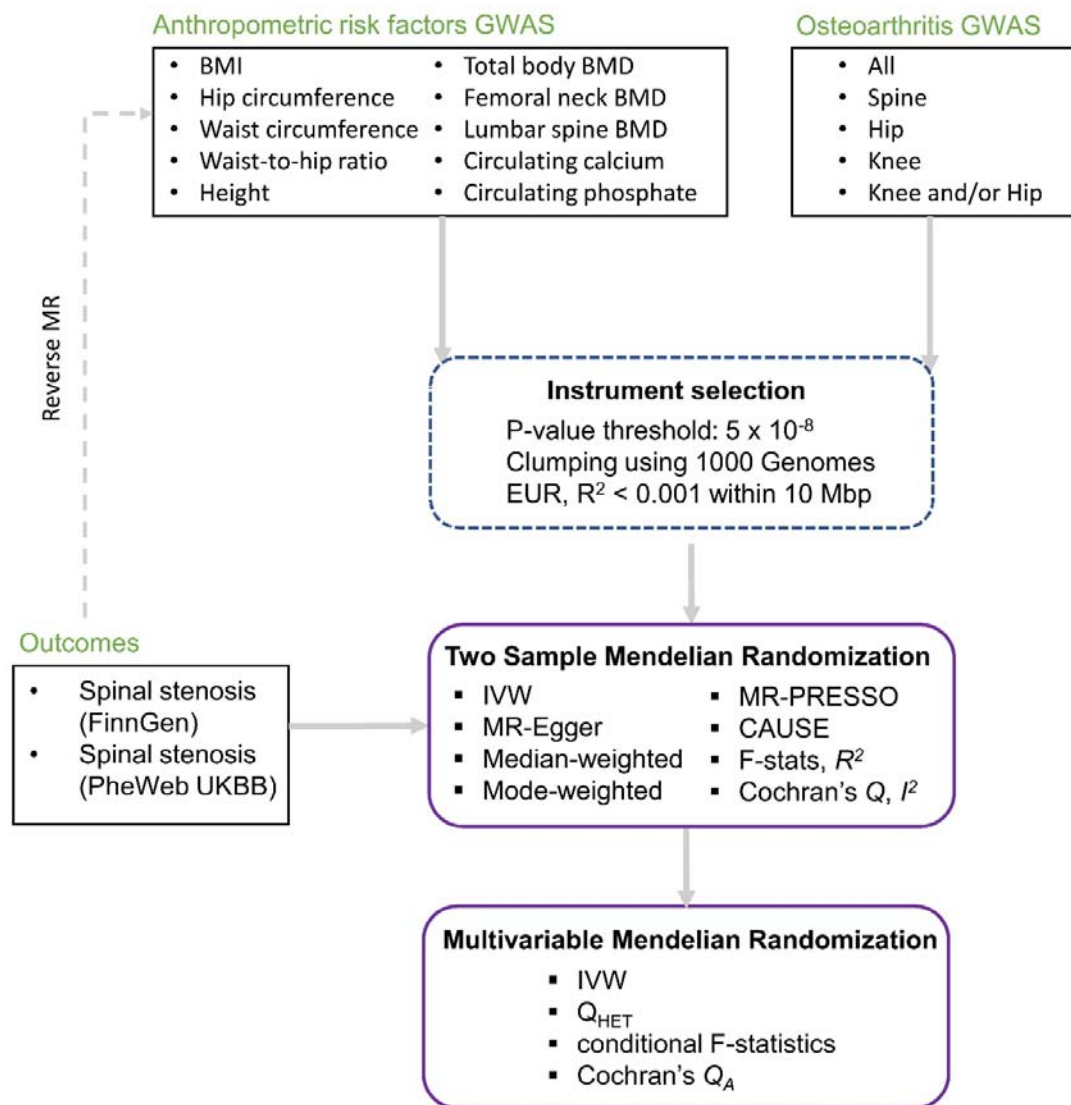 Anthropometric risk factors GWAS
• BMI
• Hip circumference
• Waist circumference
• Waist-to-hip ratio
• Height
• Total body BMD
• Femoral neck BMD
• Lumbar spine BMD
• Circulating calcium
• Circulating phosphate
Osteoarthritis GWAS
• All
• Spine
• Hip
• Knee
• Knee and/or Hip
Reverse MR
Instrument selection
P-value threshold: 5 x 10⁻⁸
Clumping using 1000 Genomes
EUR, R² < 0.001 within 10 Mbp
Outcomes
• Spinal stenosis
(FinnGen)
• Spinal stenosis
(PheWeb UKBB)
Two Sample Mendelian Randomization
▪ IVW
▪ MR-Egger
▪ Median-weighted
▪ Mode-weighted
▪ MR-PRESSO
▪ CAUSE
▪ F-stats, R²
▪ Cochran's Q, I²
Multivariable Mendelian Randomization
▪ IVW
▪ Q_HET
▪ conditional F-statistics
▪ Cochran's Q_A